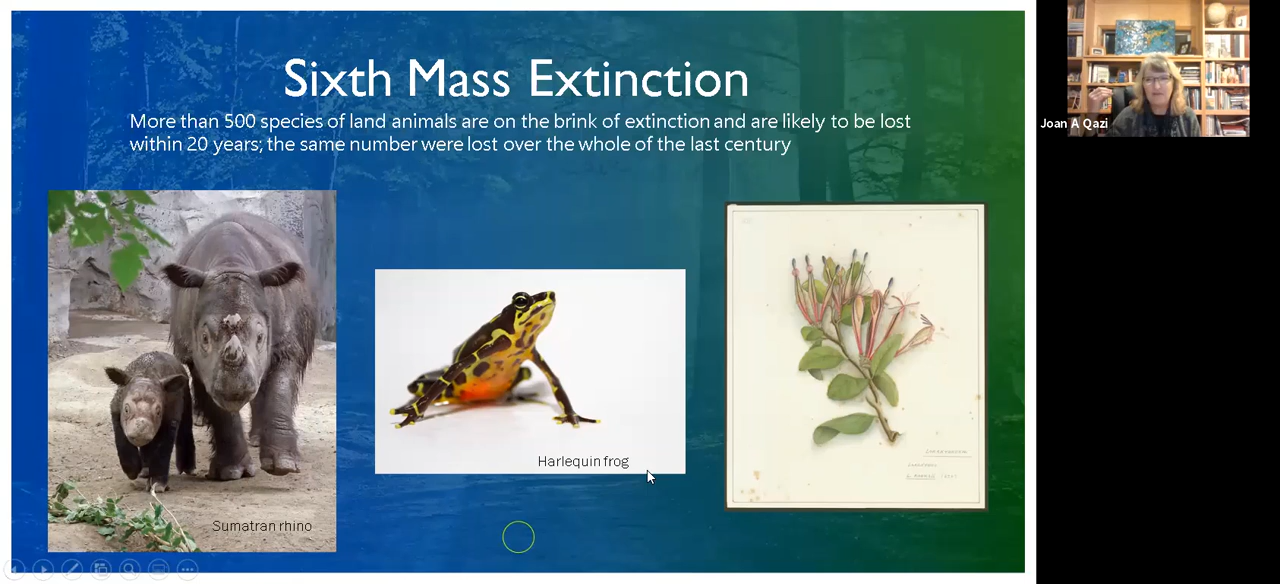 Sixth Mass Extinction
More than 500 species of land animals are on the brink of extinction and are likely to be lost
within 20 years; the same number were lost over the whole of the last century
Joan A Qazi
Harlequin frog
Sumatran rhino